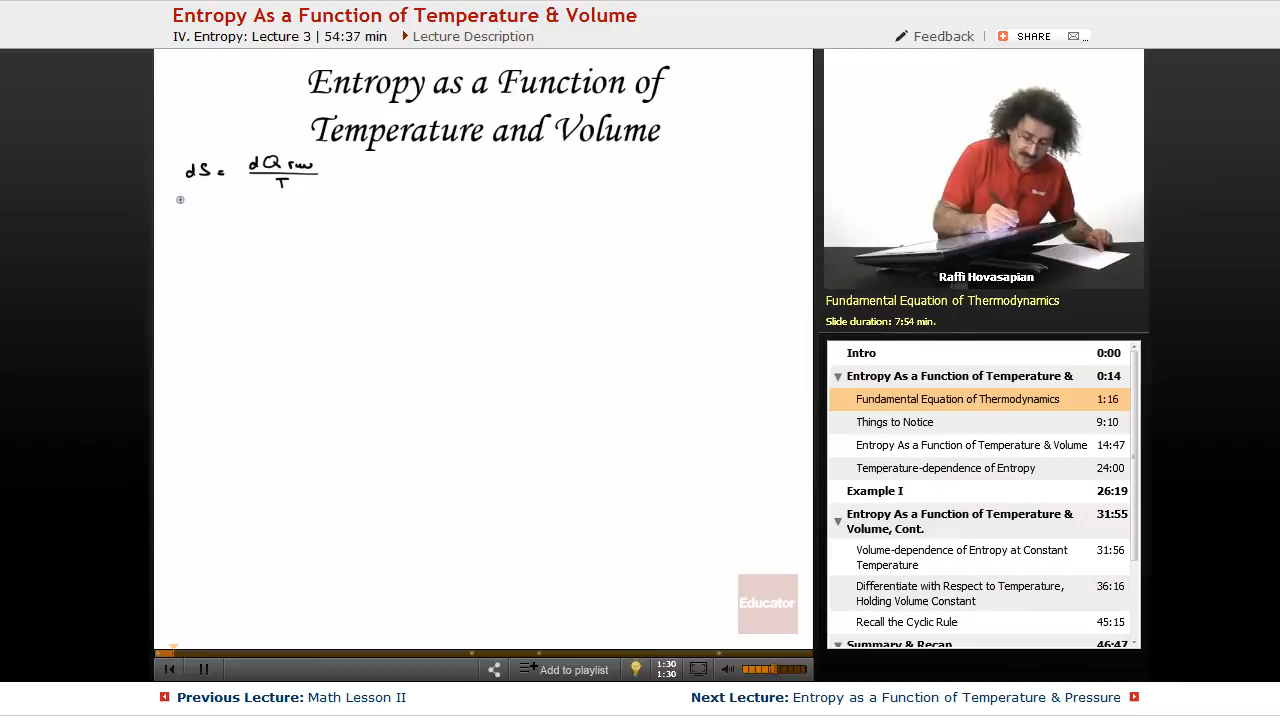 Entropy As a Function of Temperature & Volume
IV. Entropy: Lecture 3 | 54:37 min Lecture Description
Feedback | SHARE
Entropy as a Function of
Temperature and Volume
dS = dQ rev
T
Educator
Raffi Hovasapian
Fundamental Equation of Thermodynamics
Slide duration: 7:54 min.
Intro 0:00
Entropy As a Function of Temperature & 0:14
Fundamental Equation of Thermodynamics 1:16
Things to Notice 9:10
Entropy As a Function of Temperature & Volume 14:47
Temperature-dependence of Entropy 24:00
Example I 26:19
Entropy As a Function of Temperature & 31:55
Volume, Cont.
Volume-dependence of Entropy at Constant 31:56
Temperature
Differentiate with Respect to Temperature, 36:16
Holding Volume Constant
Recall the Cyclic Rule 45:15
Summary & Recap 46:47
Add to playlist
1:30
1:30
Previous Lecture: Math Lesson II
Next Lecture: Entropy as a Function of Temperature & Pressure